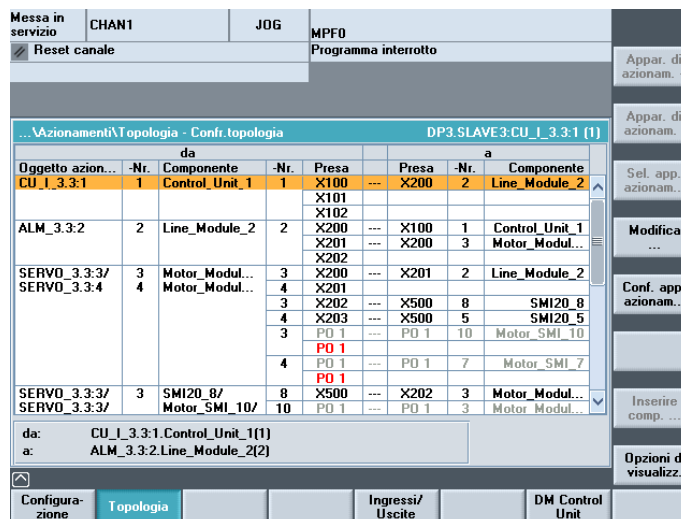 Messa in servizio CHAN1 JOG MPF0
Reset canale Programma interrotto
...\Azionamenti\Topologia - Confr.topologia DP3.SLAVE3:CU_I_3.3:1 (1)
da a
Oggetto azion... -Nr. Componente -Nr. Presa Presa -Nr. Componente
CU_I_3.3:1 1 Control_Unit_1 1 X100 --- X200 2 Line_Module_2
X101
X102
ALM_3.3:2 2 Line_Module_2 2 X200 --- X100 1 Control_Unit_1
X201 --- X200 3 Motor_Modul...
X202
SERVO_3.3:3/ 3 Motor_Modul... 3 X200 --- X201 2 Line_Module_2
SERVO_3.3:4 4 Motor_Modul... 4 X201
3 X202 --- X500 8 SMI20_8
4 X203 --- X500 5 SMI20_5
3 PO 1 --- PO 1 10 Motor_SMI_10
PO 1
4 PO 1 --- PO 1 7 Motor_SMI_7
PO 1
SERVO_3.3:3/ 3 SMI20_8/ 8 X500 --- X202 3 Motor_Modul...
SERVO_3.3:3/ Motor_SMI_10/ 10 PO 1 --- PO 1 3 Motor_Modul...
da: CU_I_3.3:1.Control_Unit_1(1)
a: ALM_3.3:2.Line_Module_2(2)
Appar. di
azionam.
Appar. di
azionam.
Sel. app.
azionam..
Modifica
...
Conf. app
azionam..
Inserire
comp. ...
Opzioni d
visualizz.
Configura-
zione
Topologia
Ingressi/
Uscite
DM Control
Unit